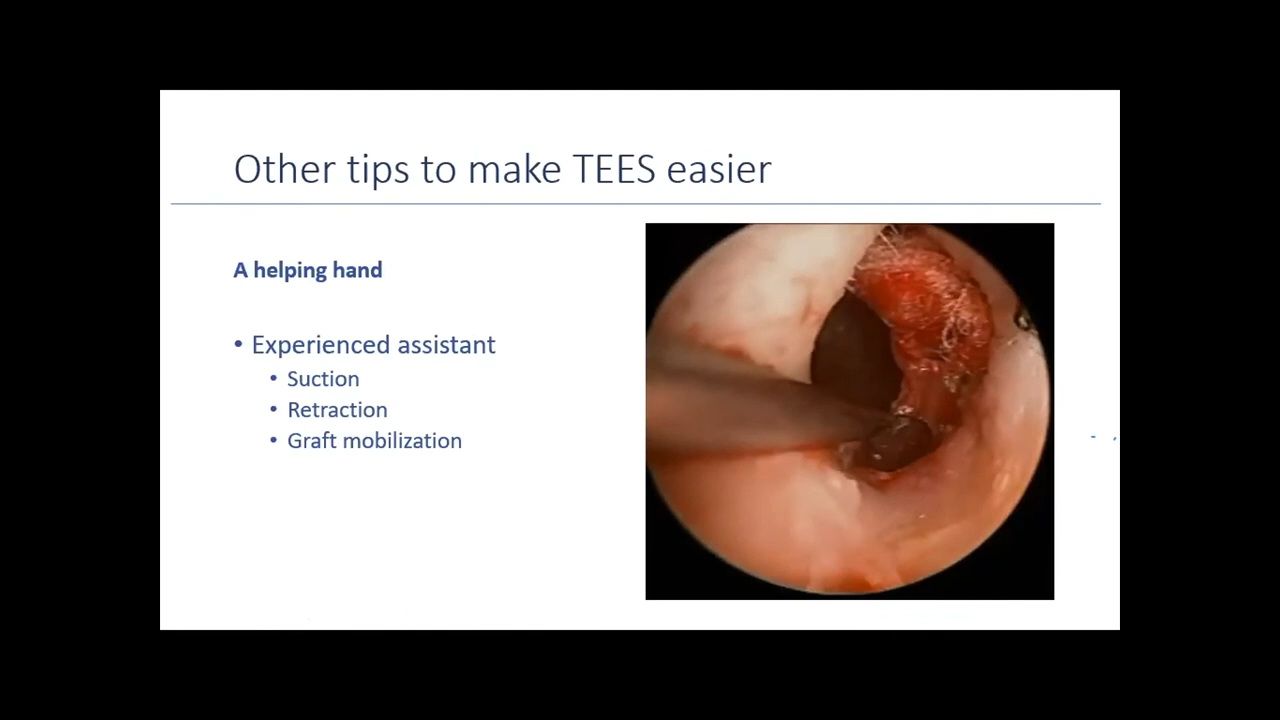 Other tips to make TEES easier
A helping hand
• Experienced assistant
• Suction
• Retraction
• Graft mobilization